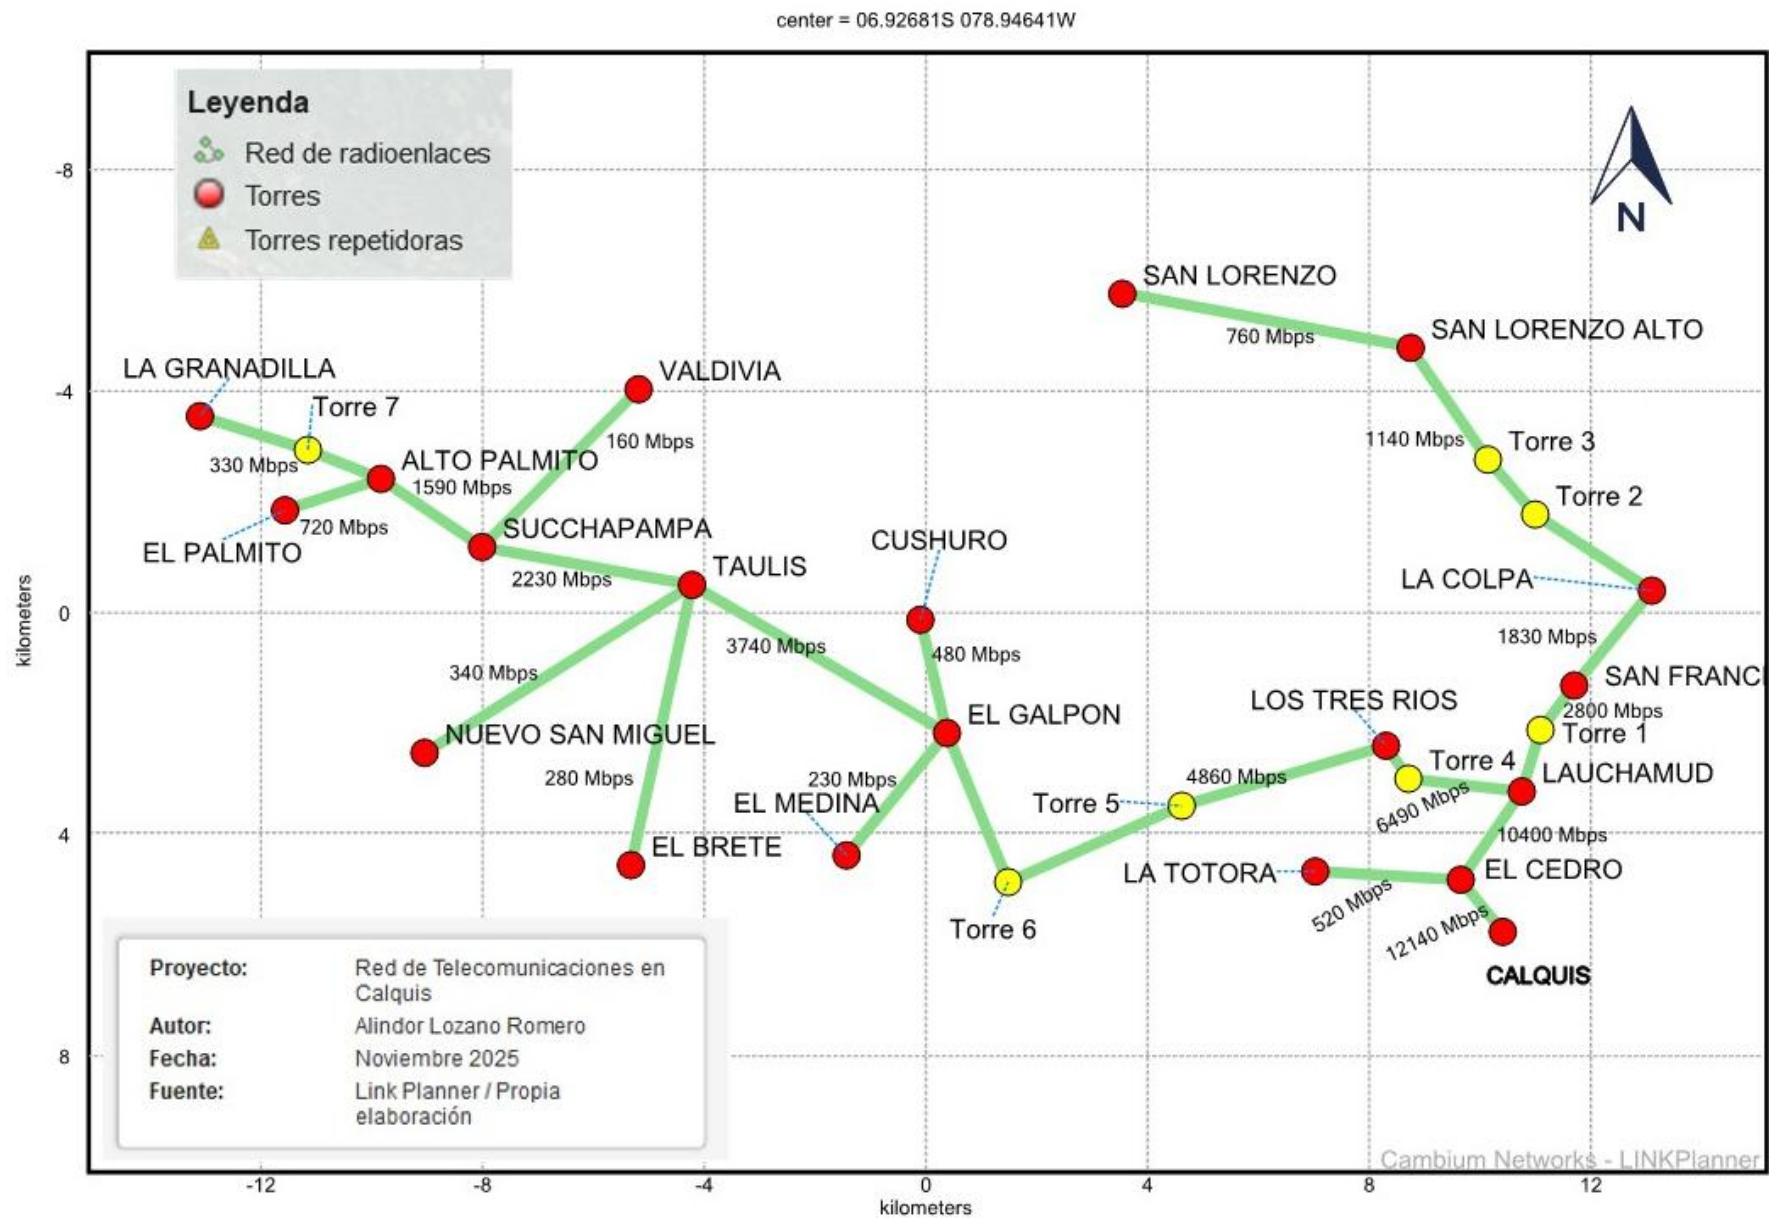 center = 06.92681S 078.94641W
Leyenda
Red de radioenlaces
Torres
Torres repetidoras
N
-8
SAN LORENZO
760 Mbps
SAN LORENZO ALTO
LA GRANADILLA
VALDIVIA
-4
Torre 7
160 Mbps
1140 Mbps
Torre 3
330 Mbps
ALTO PALMITO
1590 Mbps
Torre 2
720 Mbps
EL PALMITO
SUCCHAPAMPA
CUSHURO
2230 Mbps
TAULIS
LA COLPA
kilometers
0
340 Mbps
3740 Mbps
480 Mbps
1830 Mbps
SAN FRANCI
LOS TRES RIOS
2800 Mbps
NUEVO SAN MIGUEL
EL GALPON
Torre 1
280 Mbps
230 Mbps
4860 Mbps
Torre 4
LAUCHAMUD
EL MEDINA
Torre 5
6490 Mbps
10400 Mbps
4
EL BRETE
LA TOTORA
EL CEDRO
520 Mbps
12140 Mbps
Torre 6
CALQUIS
Proyecto: Red de Telecomunicaciones en
Calquis
Autor: Alindor Lozano Romero
Fecha: Noviembre 2025
Fuente: Link Planner / Propia
elaboración
8
Cambium Networks - LINKPlanner
-12 -8 -4 0 4 8 12
kilometers